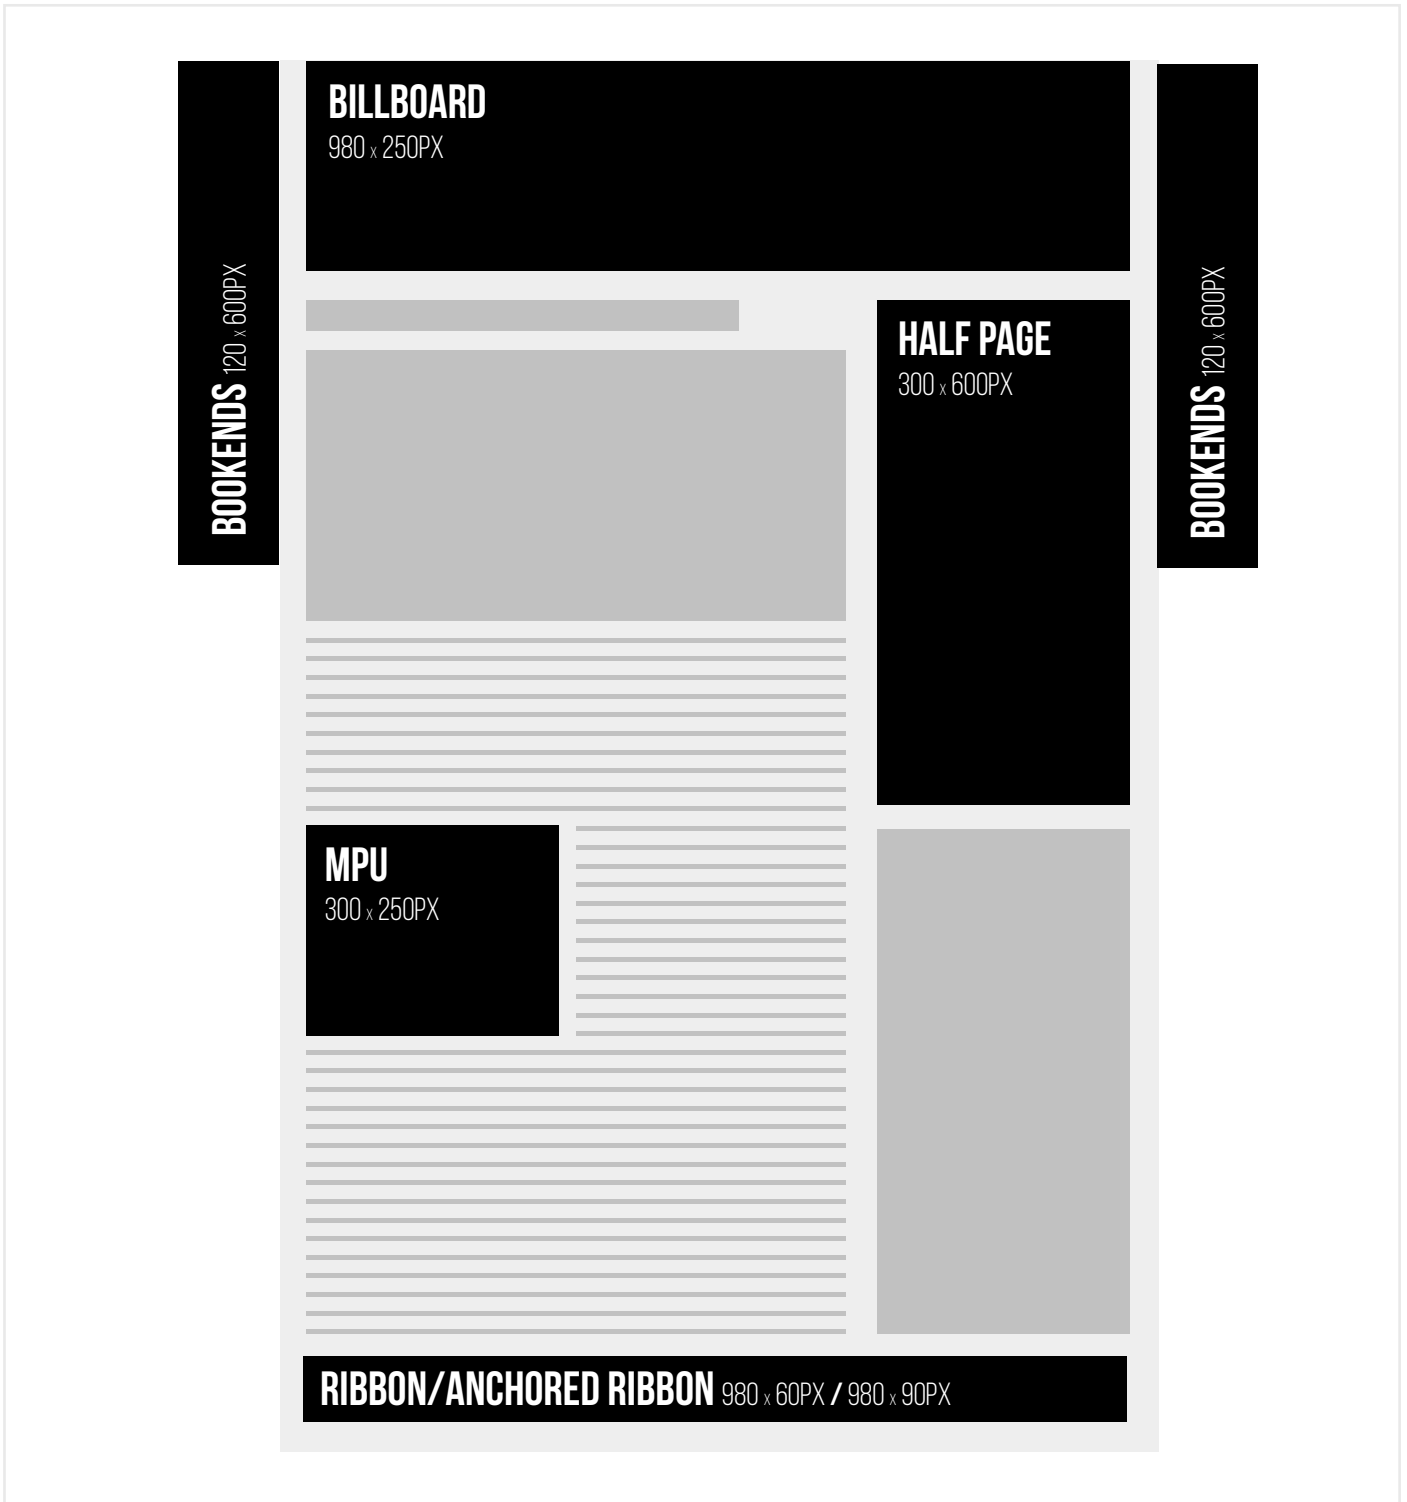 BILLBOARD
980 x 250PX
BOOKENDS 120 x 600PX
HALF PAGE
300 x 600PX
BOOKENDS 120 x 600PX
MPU
300 x 250PX
RIBBON/ANCHORED RIBBON 980 x 60PX / 980 x 90PX